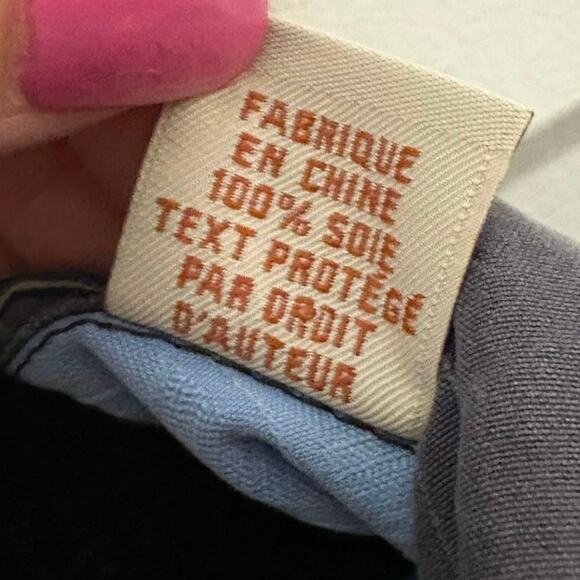 FABRIQUE
EN CHINE
100% SOIE
TEXT PROTÉGÉ
PAR DROIT
D'AUTEUR